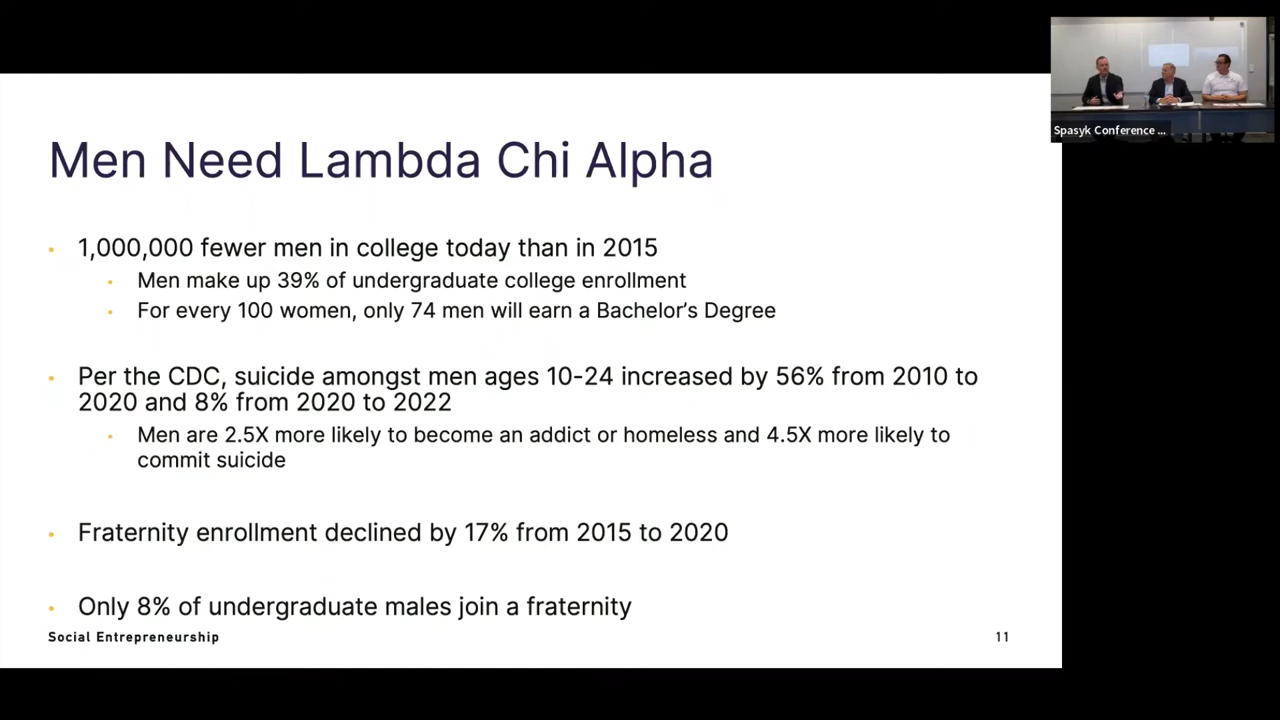 Men Need Lambda Chi Alpha
• 1,000,000 fewer men in college today than in 2015
• Men make up 39% of undergraduate college enrollment
• For every 100 women, only 74 men will earn a Bachelor’s Degree
• Per the CDC, suicide amongst men ages 10-24 increased by 56% from 2010 to
2020 and 8% from 2020 to 2022
• Men are 2.5X more likely to become an addict or homeless and 4.5X more likely to
commit suicide
• Fraternity enrollment declined by 17% from 2015 to 2020
• Only 8% of undergraduate males join a fraternity
Social Entrepreneurship
11
Spasyk Conference ...